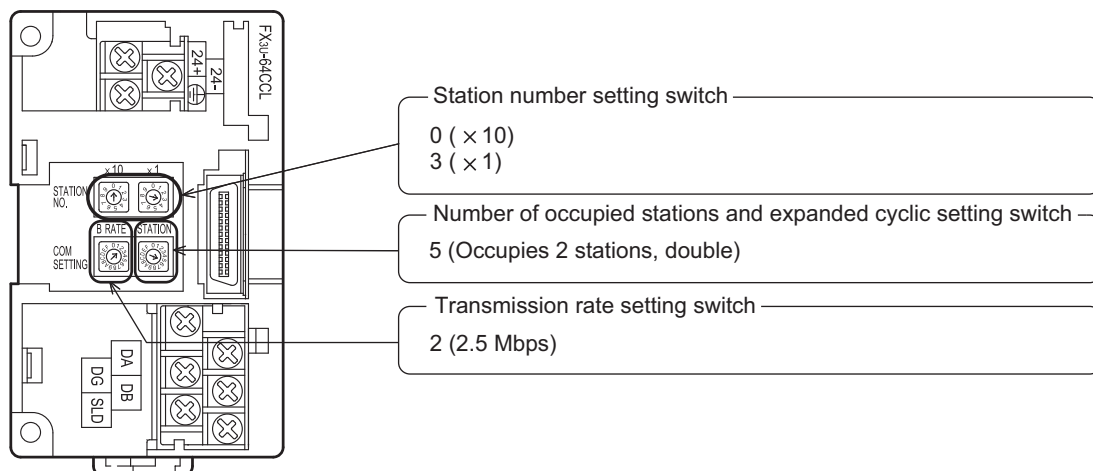 FX3U-64CCL
24+
24-
Station number setting switch
0 ( × 10)
3 ( × 1)
×10 ×1
STATION NO.
Number of occupied stations and expanded cyclic setting switch
5 (Occupies 2 stations, double)
B RATE STATION
COM SETTING
Transmission rate setting switch
2 (2.5 Mbps)
DA
DG
DB
SLD